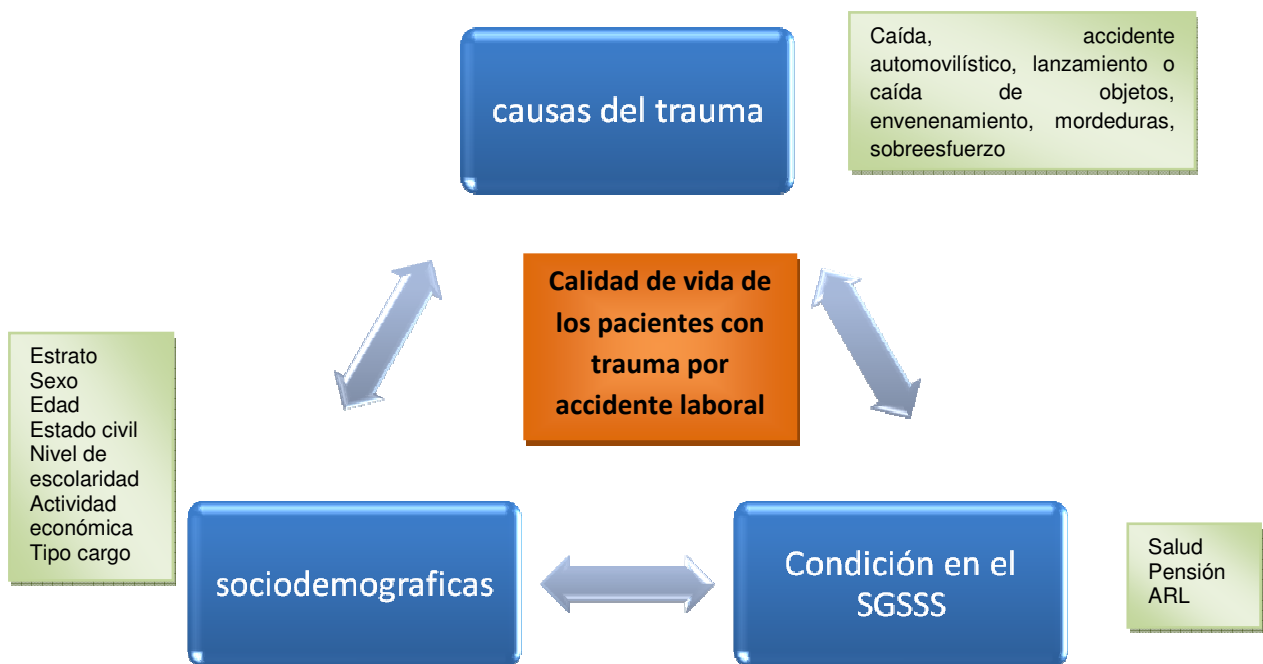 causas del trauma
Caída, accidente
automovilístico, lanzamiento o
caída de objetos,
envenenamiento, mordeduras,
sobreesfuerzo
Calidad de vida de
los pacientes con
trauma por
accidente laboral
Estrato
Sexo
Edad
Estado civil
Nivel de
escolaridad
Actividad
económica
Tipo cargo
sociodemograficas
Condición en el
SGSSS
Salud
Pensión
ARL